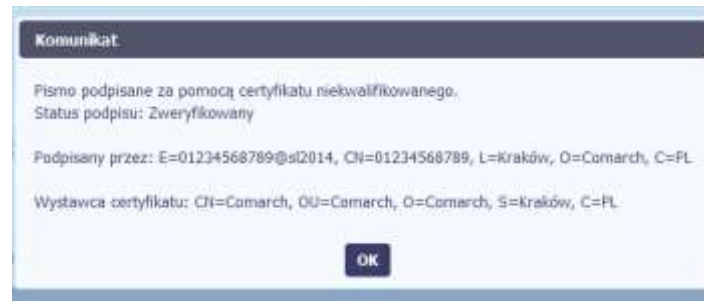 Komunikat
Pismo podpisane za pomocą certyfikatu niekwalifikowanego.
Status podpisu: Zweryfikowany
Podpisany przez: E=01234568789@sl2014, CN=01234568789, L=Kraków, O=Comarch, C=PL
Wystawca certyfikatu: CN=Comarch, OU=Comarch, O=Comarch, S=Kraków, C=PL
OK